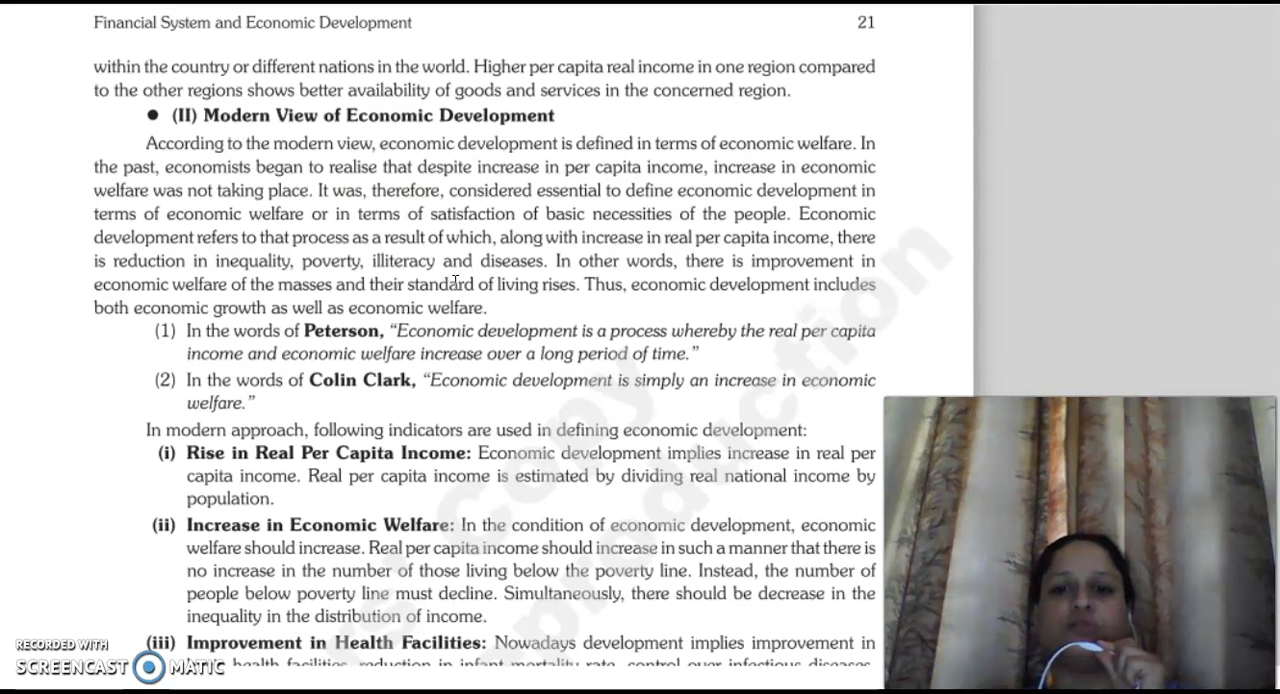 Financial System and Economic Development 21
within the country or different nations in the world. Higher per capita real income in one region compared
to the other regions shows better availability of goods and services in the concerned region.
• (II) Modern View of Economic Development
According to the modern view, economic development is defined in terms of economic welfare. In
the past, economists began to realise that despite increase in per capita income, increase in economic
welfare was not taking place. It was, therefore, considered essential to define economic development in
terms of economic welfare or in terms of satisfaction of basic necessities of the people. Economic
development refers to that process as a result of which, along with increase in real per capita income, there
is reduction in inequality, poverty, illiteracy and diseases. In other words, there is improvement in
economic welfare of the masses and their standard of living rises. Thus, economic development includes
both economic growth as well as economic welfare.
(1) In the words of Peterson, “Economic development is a process whereby the real per capita
income and economic welfare increase over a long period of time.”
(2) In the words of Colin Clark, “Economic development is simply an increase in economic
welfare.”
In modern approach, following indicators are used in defining economic development:
(i) Rise in Real Per Capita Income: Economic development implies increase in real per
capita income. Real per capita income is estimated by dividing real national income by
population.
(ii) Increase in Economic Welfare: In the condition of economic development, economic
welfare should increase. Real per capita income should increase in such a manner that there is
no increase in the number of those living below the poverty line. Instead, the number of
people below poverty line must decline. Simultaneously, there should be decrease in the
inequality in the distribution of income.
(iii) Improvement in Health Facilities: Nowadays development implies improvement in
health facilities, reduction in infant mortality rate, control over infectious diseases,
RECORDED WITH
SCREENCAST MATIC
Copy